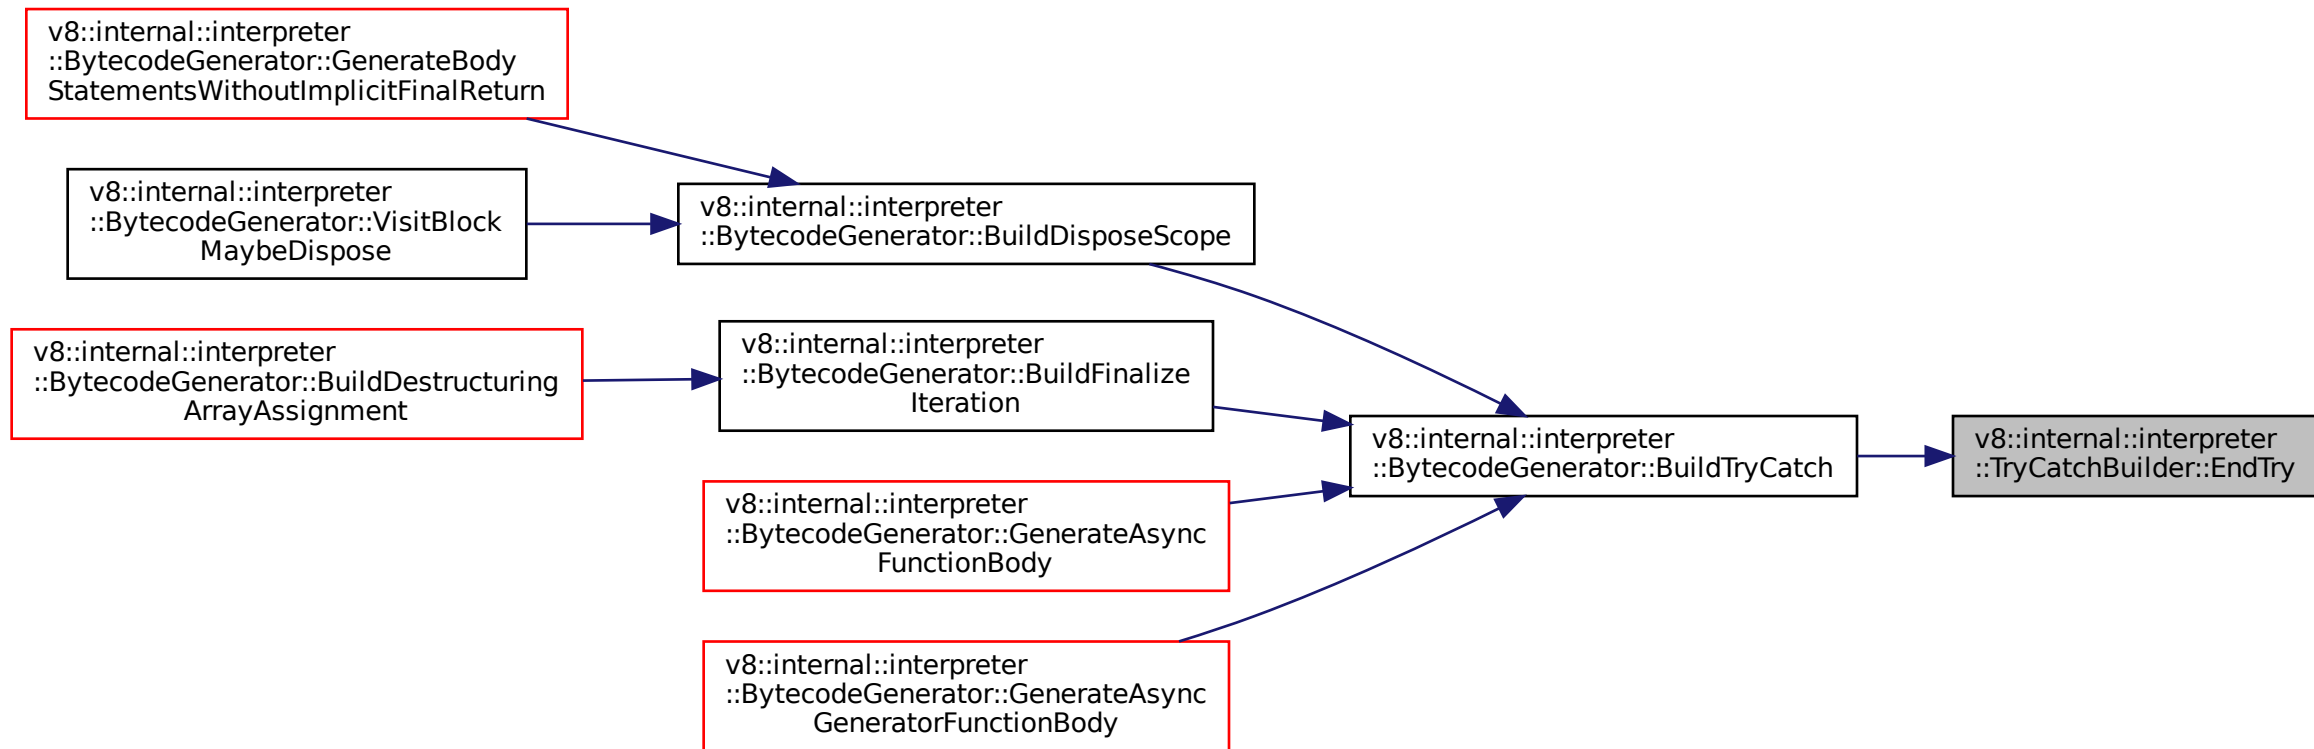 v8::internal::interpreter
::BytecodeGenerator::GenerateBody
StatementsWithoutImplicitFinalReturn
v8::internal::interpreter
::BytecodeGenerator::VisitBlock
MaybeDispose
v8::internal::interpreter
::BytecodeGenerator::BuildDisposeScope
v8::internal::interpreter
::BytecodeGenerator::BuildDestructuring
ArrayAssignment
v8::internal::interpreter
::BytecodeGenerator::BuildFinalize
Iteration
v8::internal::interpreter
::BytecodeGenerator::BuildTryCatch
v8::internal::interpreter
::TryCatchBuilder::EndTry
v8::internal::interpreter
::BytecodeGenerator::GenerateAsync
FunctionBody
v8::internal::interpreter
::BytecodeGenerator::GenerateAsync
GeneratorFunctionBody